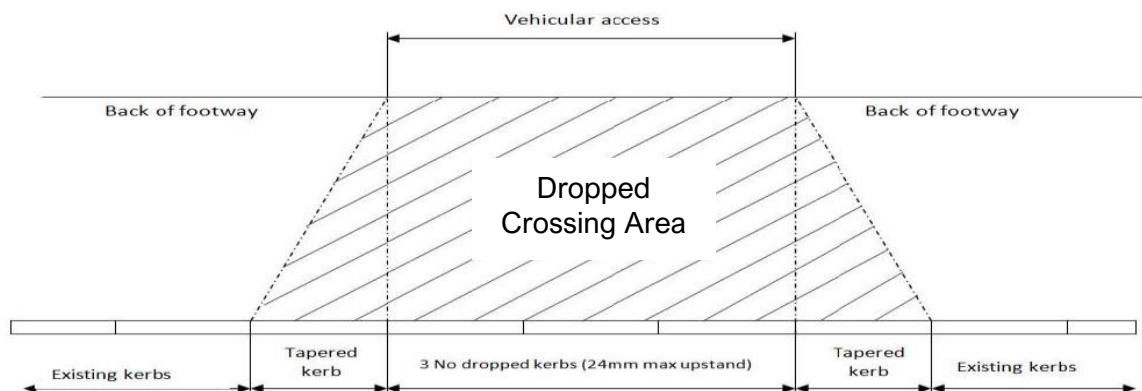 Vehicular access
Back of footway
Back of footway
Dropped
Crossing Area
Tapered
kerb
3 No dropped kerbs (24mm max upstand)
Tapered
kerb
Existing kerbs
Existing kerbs